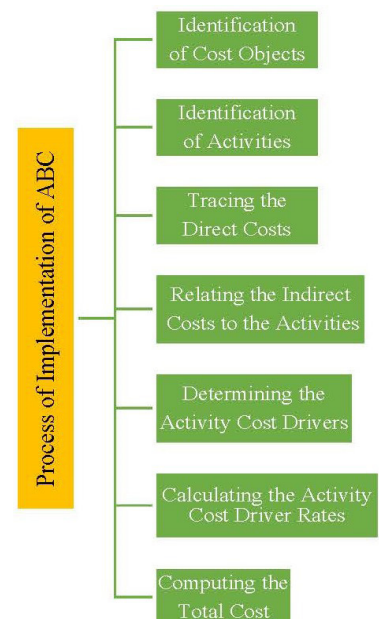 Process of Implementation of ABC
Identification
of Cost Objects
Identification
of Activities
Tracing the
Direct Costs
Relating the Indirect
Costs to the Activities
Determining the
Activity Cost Drivers
Calculating the Activity
Cost Driver Rates
Computing the
Total Cost